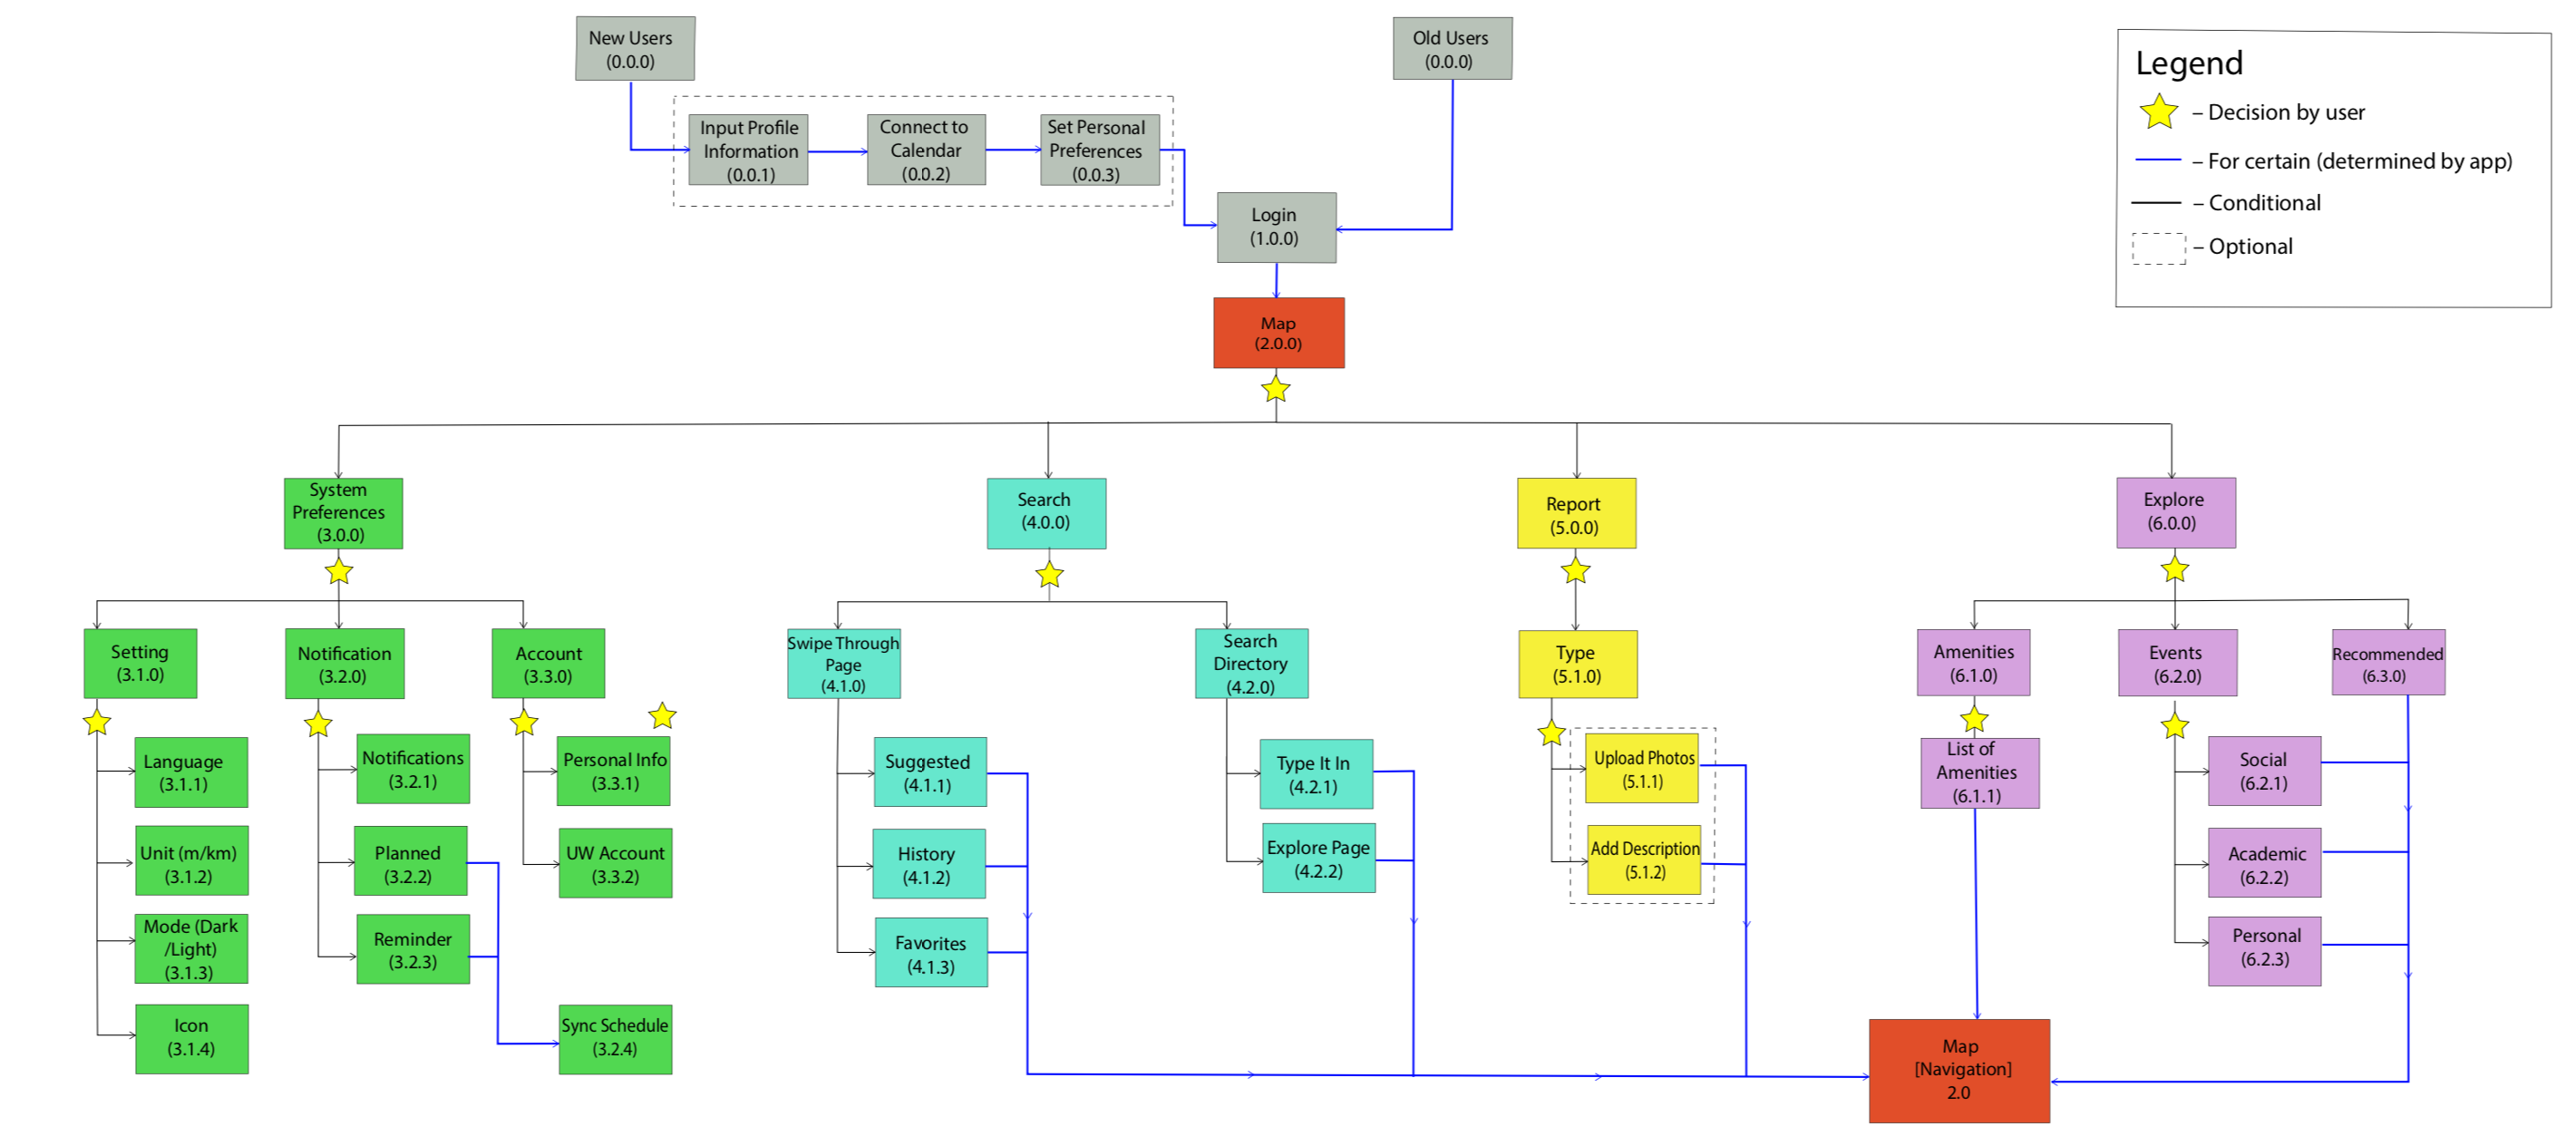 New Users
(0.0.0)
Old Users
(0.0.0)
Legend
– Decision by user
– For certain (determined by app)
– Conditional
– Optional
Input Profile
Information
(0.0.1)
Connect to
Calendar
(0.0.2)
Set Personal
Preferences
(0.0.3)
Login
(1.0.0)
Map
(2.0.0)
System
Preferences
(3.0.0)
Search
(4.0.0)
Report
(5.0.0)
Explore
(6.0.0)
Setting
(3.1.0)
Notification
(3.2.0)
Account
(3.3.0)
Swipe Through
Page
(4.1.0)
Search
Directory
(4.2.0)
Type
(5.1.0)
Amenities
(6.1.0)
Events
(6.2.0)
Recommended
(6.3.0)
Language
(3.1.1)
Notifications
(3.2.1)
Personal Info
(3.3.1)
Suggested
(4.1.1)
Type It In
(4.2.1)
Upload Photos
(5.1.1)
List of
Amenities
(6.1.1)
Social
(6.2.1)
Unit (m/km)
(3.1.2)
Planned
(3.2.2)
UW Account
(3.3.2)
History
(4.1.2)
Explore Page
(4.2.2)
Add Description
(5.1.2)
Academic
(6.2.2)
Mode (Dark
/Light)
(3.1.3)
Reminder
(3.2.3)
Favorites
(4.1.3)
Personal
(6.2.3)
Icon
(3.1.4)
Sync Schedule
(3.2.4)
Map
[Navigation]
2.0